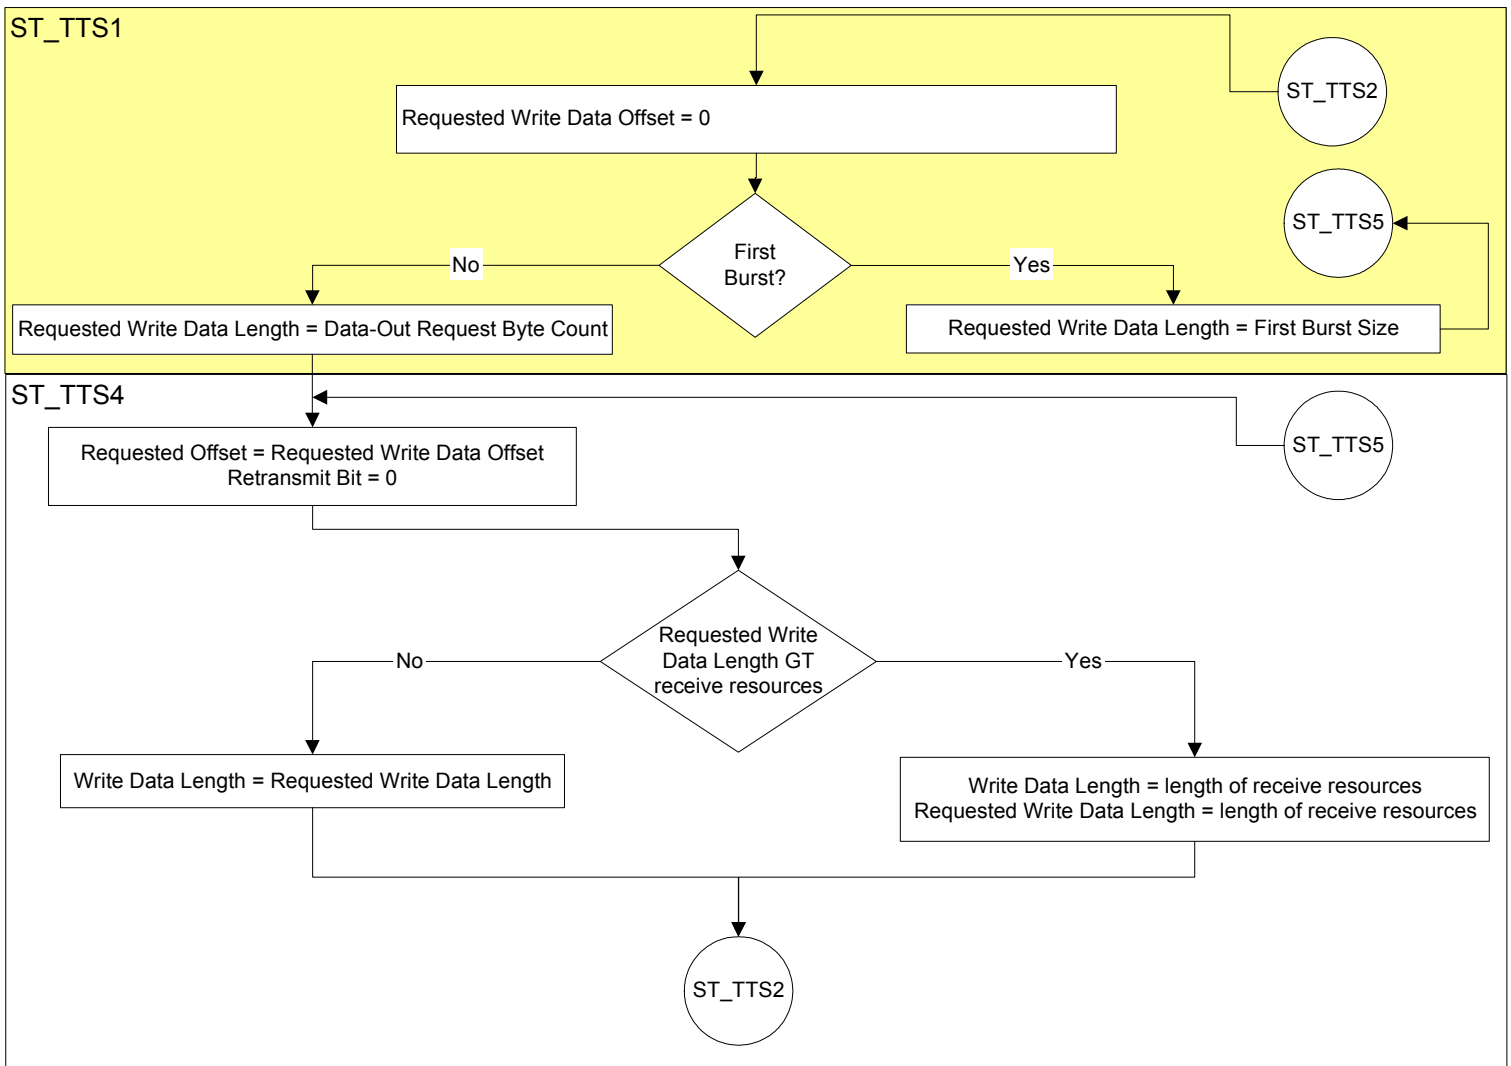 ST_TTS1
ST_TTS2
Requested Write Data Offset = 0
ST_TTS5
First
Burst?
No
Yes
Requested Write Data Length = Data-Out Request Byte Count
Requested Write Data Length = First Burst Size
ST_TTS4
Requested Offset = Requested Write Data Offset
Retransmit Bit = 0
ST_TTS5
Requested Write
Data Length GT
receive resources
No
Yes
Write Data Length = Requested Write Data Length
Write Data Length = length of receive resources
Requested Write Data Length = length of receive resources
ST_TTS2